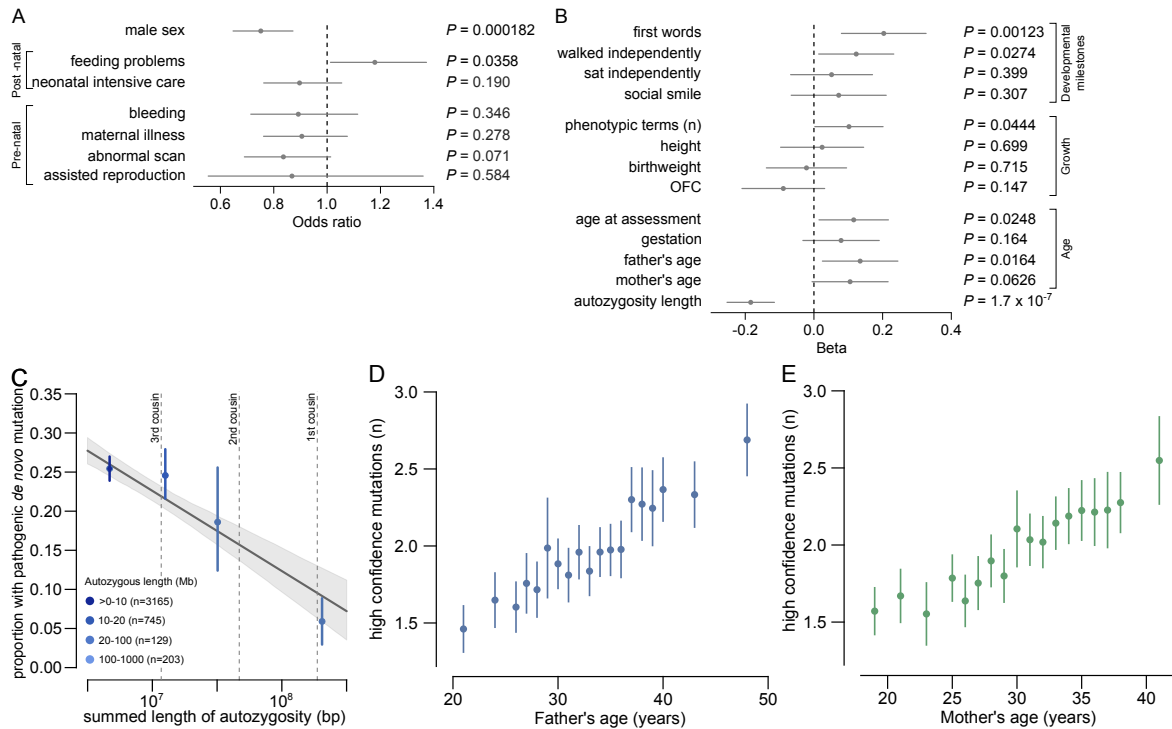 A
male sex P = 0.000182
Post -natal
feeding problems P = 0.0358
neonatal intensive care P = 0.190
Pre-natal
bleeding P = 0.346
maternal illness P = 0.278
abnormal scan P = 0.071
assisted reproduction P = 0.584
0.6 0.8 1.0 1.2 1.4
Odds ratio
B
first words P = 0.00123
walked independently P = 0.0274
sat independently P = 0.399
social smile P = 0.307
Developmental
milestones
phenotypic terms (n) P = 0.0444
height P = 0.699
birthweight P = 0.715
OFC P = 0.147
Growth
age at assessment P = 0.0248
gestation P = 0.164
father's age P = 0.0164
mother's age P = 0.0626
Age
autozygosity length P = 1.7 x 10⁻⁷
-0.2 0.0 0.2 0.4
Beta
C
proportion with pathogenic de novo mutation
0.35
0.30
0.25
0.20
0.15
0.10
0.05
0.00
3rd cousin
2nd cousin
1st cousin
Autozygous length (Mb)
>0-10 (n=3165)
10-20 (n=745)
20-100 (n=129)
100-1000 (n=203)
10⁷ 10⁸
summed length of autozygosity (bp)
D
high confidence mutations (n)
3.0
2.5
2.0
1.5
20 30 40 50
Father's age (years)
E
high confidence mutations (n)
3.0
2.5
2.0
1.5
20 25 30 35 40
Mother's age (years)